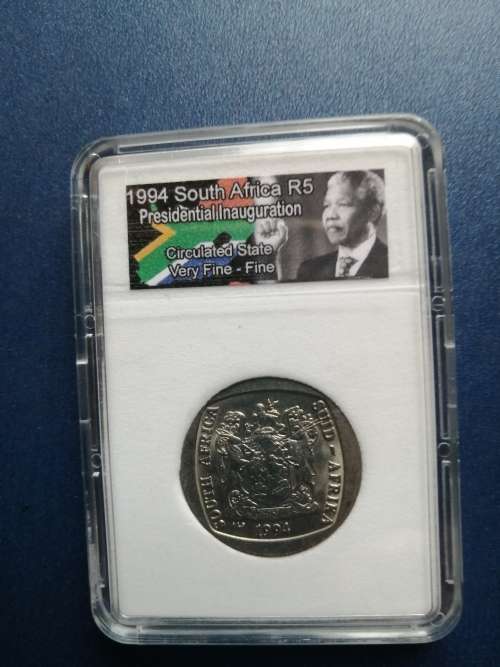 1994 South Africa R5
Presidential Inauguration
Circulated State
Very Fine - Fine
SOUTH AFRICA
SUID-AFRIKA
1994